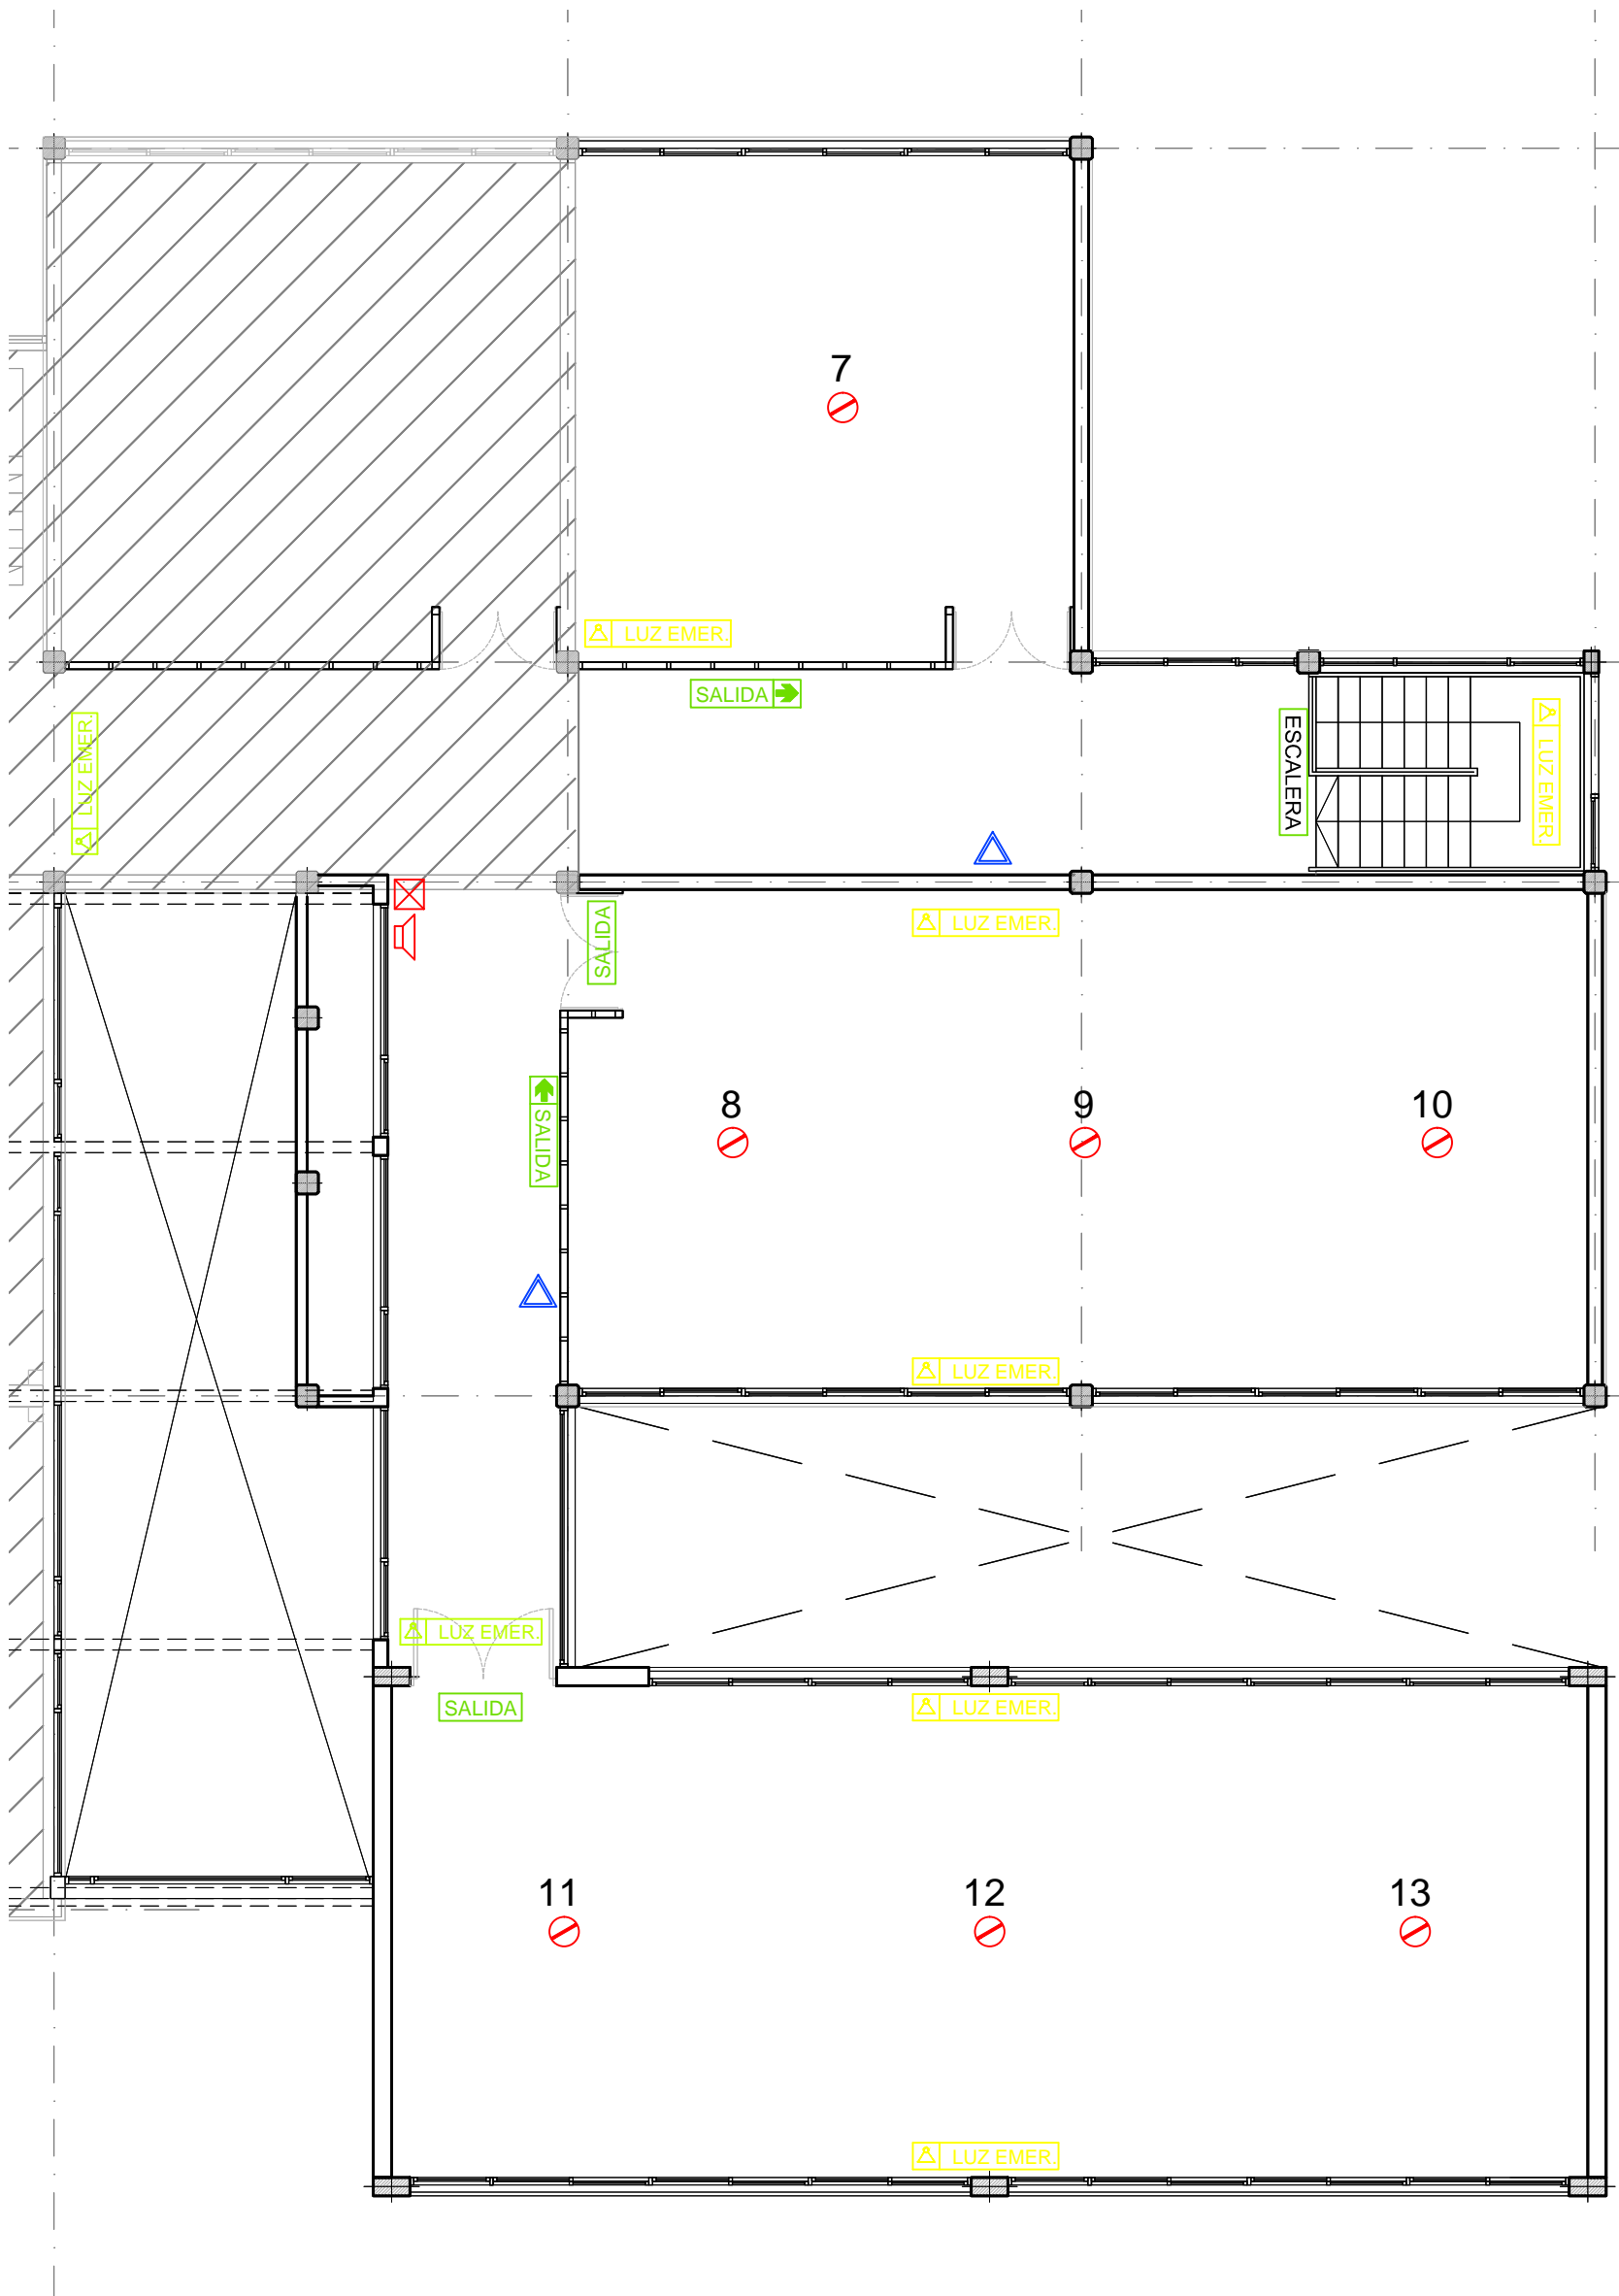 7
LUZ EMER.
SALIDA
LUZ EMER.
ESCALERA
LUZ EMER.
SALIDA
LUZ EMER.
SALIDA
8
9
10
LUZ EMER.
LUZ EMER.
SALIDA
LUZ EMER.
11
12
13
LUZ EMER.